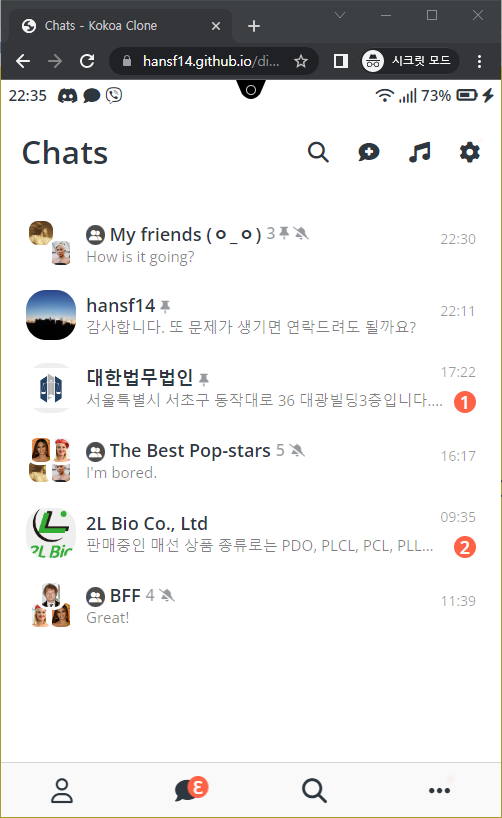 Chats - Kokoa Clone
hansf14.github.io/di...
시크릿 모드
22:35
73%
Chats
My friends (ㅇ_ㅇ) 3
22:30
How is it going?
hansf14
22:11
감사합니다. 또 문제가 생기면 연락드려도 될까요?
대한법무법인
17:22
서울특별시 서초구 동작대로 36 대광빌딩3층입니다....
1
The Best Pop-stars 5
16:17
I'm bored.
2L Bio Co., Ltd
09:35
판매중인 매선 상품 종류로는 PDO, PLCL, PCL, PLL...
2
2L Bio
BFF 4
11:39
Great!
3